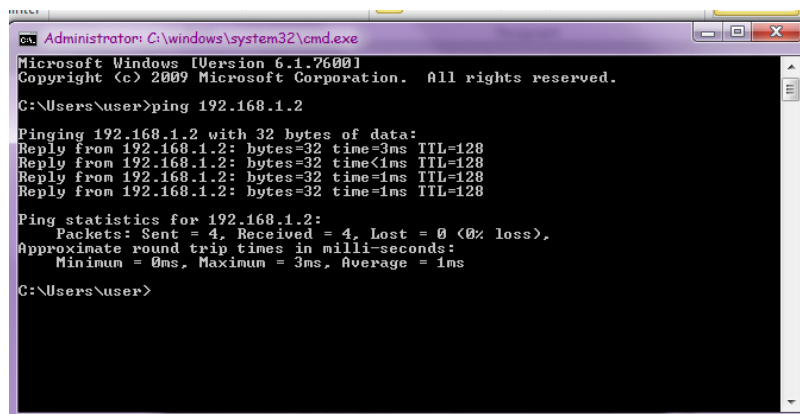 Administrator: C:\windows\system32\cmd.exe
Microsoft Windows [Version 6.1.7600]
Copyright (c) 2009 Microsoft Corporation.  All rights reserved.
C:\Users\user>ping 192.168.1.2
Pinging 192.168.1.2 with 32 bytes of data:
Reply from 192.168.1.2: bytes=32 time=3ms TTL=128
Reply from 192.168.1.2: bytes=32 time<1ms TTL=128
Reply from 192.168.1.2: bytes=32 time=1ms TTL=128
Reply from 192.168.1.2: bytes=32 time=1ms TTL=128
Ping statistics for 192.168.1.2:
    Packets: Sent = 4, Received = 4, Lost = 0 (0% loss),
Approximate round trip times in milli-seconds:
    Minimum = 0ms, Maximum = 3ms, Average = 1ms
C:\Users\user>